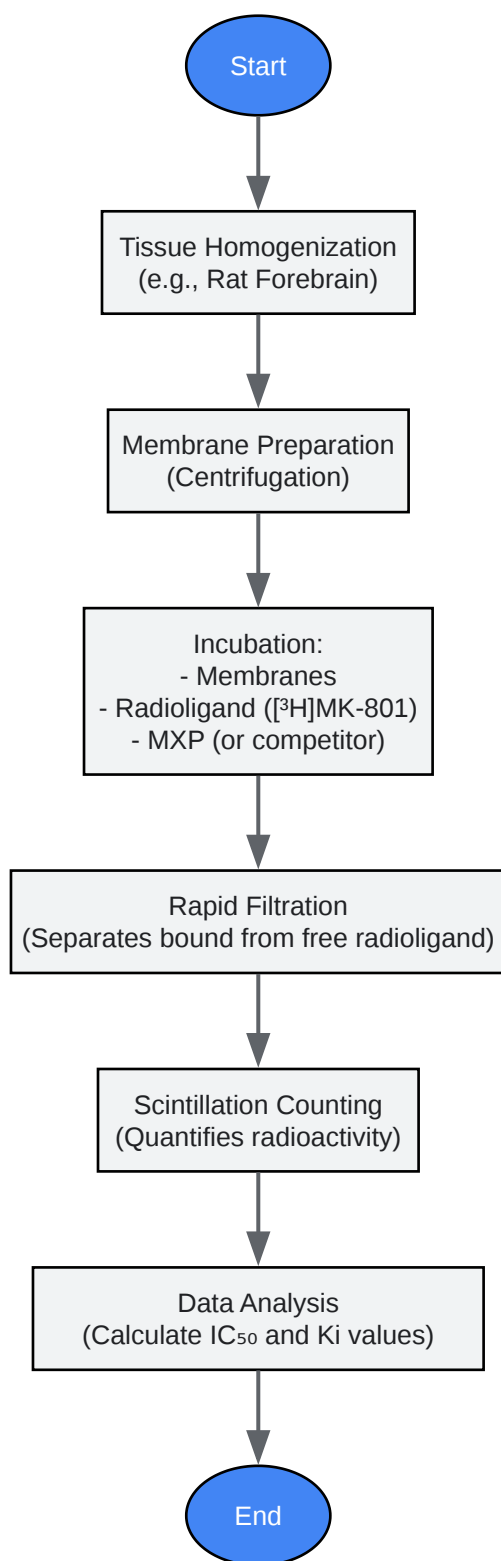 Start
Tissue Homogenization
(e.g., Rat Forebrain)
Membrane Preparation
(Centrifugation)
Incubation:
- Membranes
- Radioligand ([³H]MK-801)
- MXP (or competitor)
Rapid Filtration
(Separates bound from free radioligand)
Scintillation Counting
(Quantifies radioactivity)
Data Analysis
(Calculate IC₅₀ and Ki values)
End